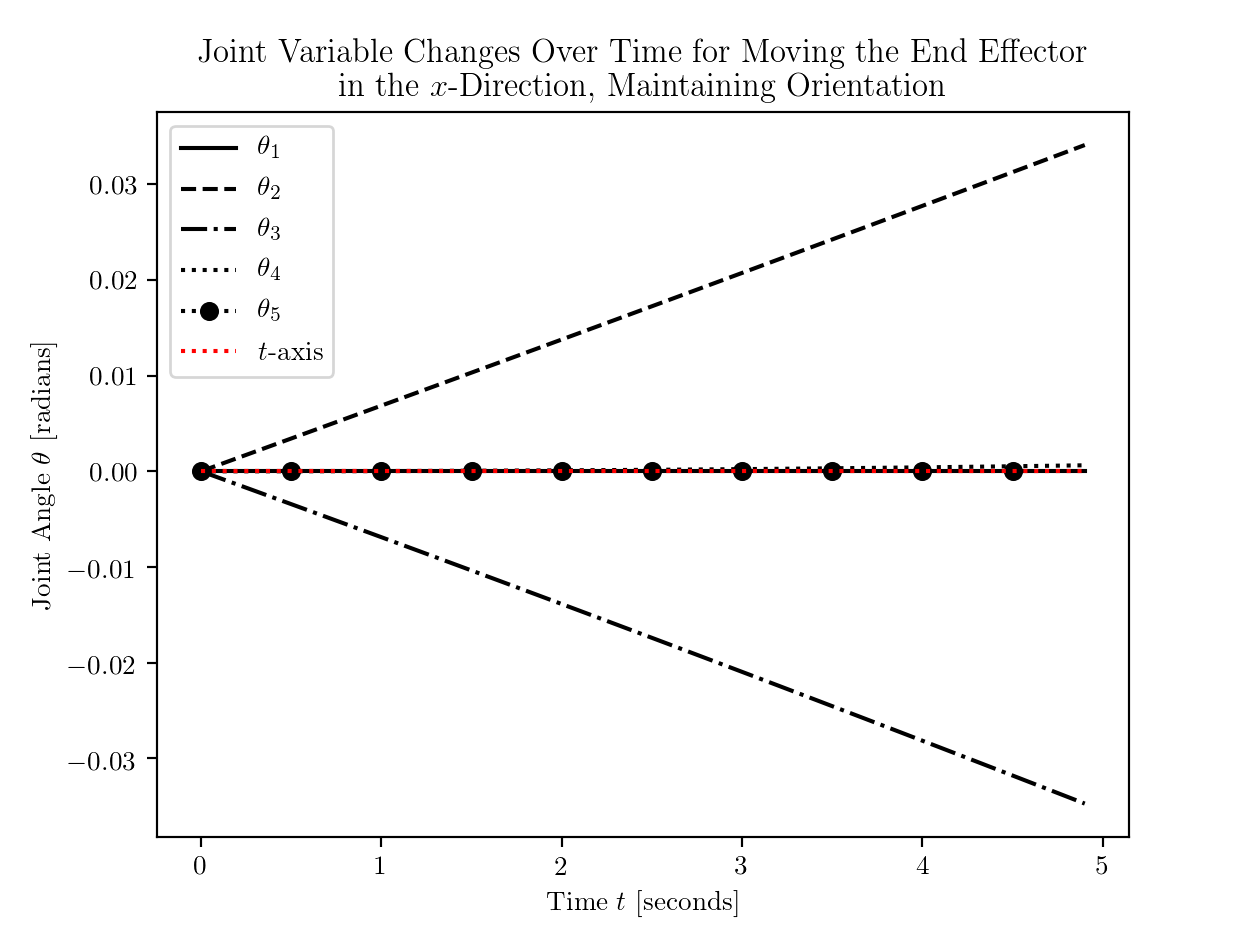 Joint Variable Changes Over Time for Moving the End Effector
in the x-Direction, Maintaining Orientation
θ₁
θ₂
θ₃
θ₄
θ₅
t-axis
0.03
0.02
0.01
0.00
−0.01
−0.02
−0.03
Joint Angle θ [radians]
0 1 2 3 4 5
Time t [seconds]